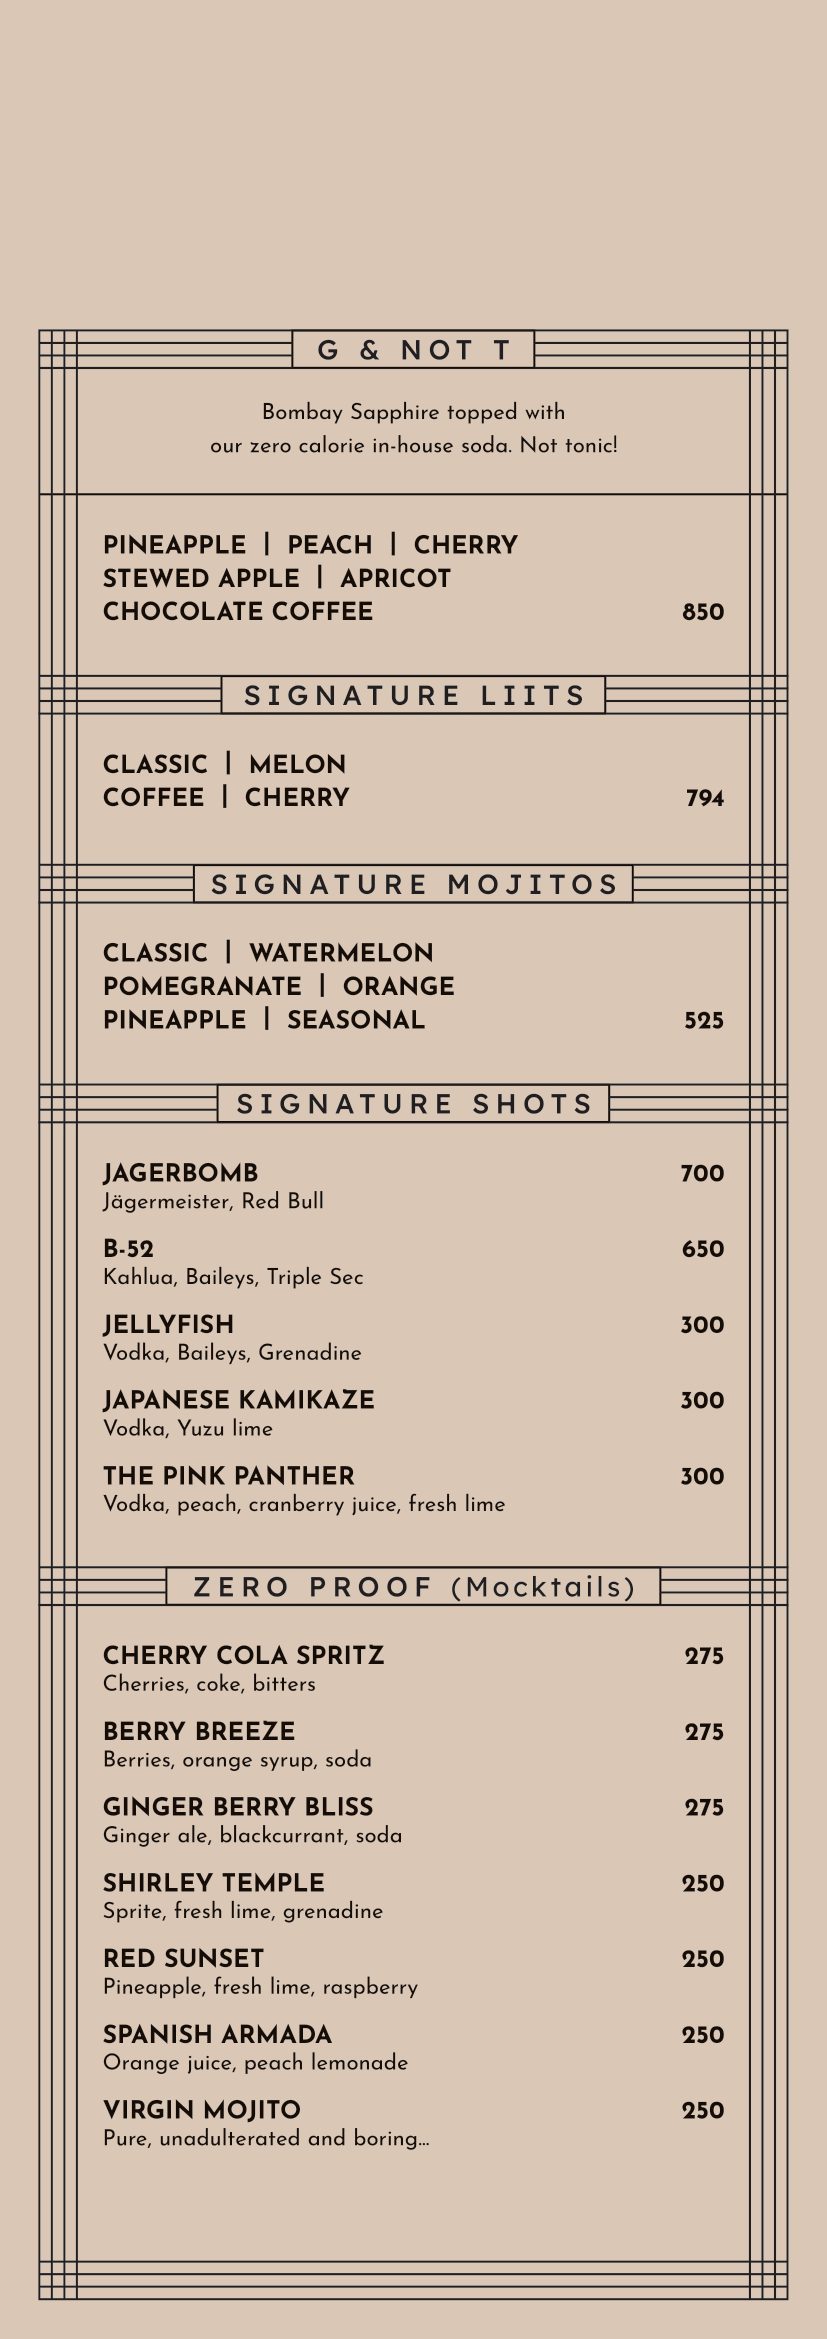 G & NOT T
Bombay Sapphire topped with
our zero calorie in-house soda. Not tonic!
PINEAPPLE | PEACH | CHERRY
STEWED APPLE | APRICOT
CHOCOLATE COFFEE 850
SIGNATURE LIITS
CLASSIC | MELON
COFFEE | CHERRY 794
SIGNATURE MOJITOS
CLASSIC | WATERMELON
POMEGRANATE | ORANGE
PINEAPPLE | SEASONAL 525
SIGNATURE SHOTS
JAGERBOMB 700
Jägermeister, Red Bull
B-52 650
Kahlua, Baileys, Triple Sec
JELLYFISH 300
Vodka, Baileys, Grenadine
JAPANESE KAMIKAZE 300
Vodka, Yuzu lime
THE PINK PANTHER 300
Vodka, peach, cranberry juice, fresh lime
ZERO PROOF (Mocktails)
CHERRY COLA SPRITZ 275
Cherries, coke, bitters
BERRY BREEZE 275
Berries, orange syrup, soda
GINGER BERRY BLISS 275
Ginger ale, blackcurrant, soda
SHIRLEY TEMPLE 250
Sprite, fresh lime, grenadine
RED SUNSET 250
Pineapple, fresh lime, raspberry
SPANISH ARMADA 250
Orange juice, peach lemonade
VIRGIN MOJITO 250
Pure, unadulterated and boring...